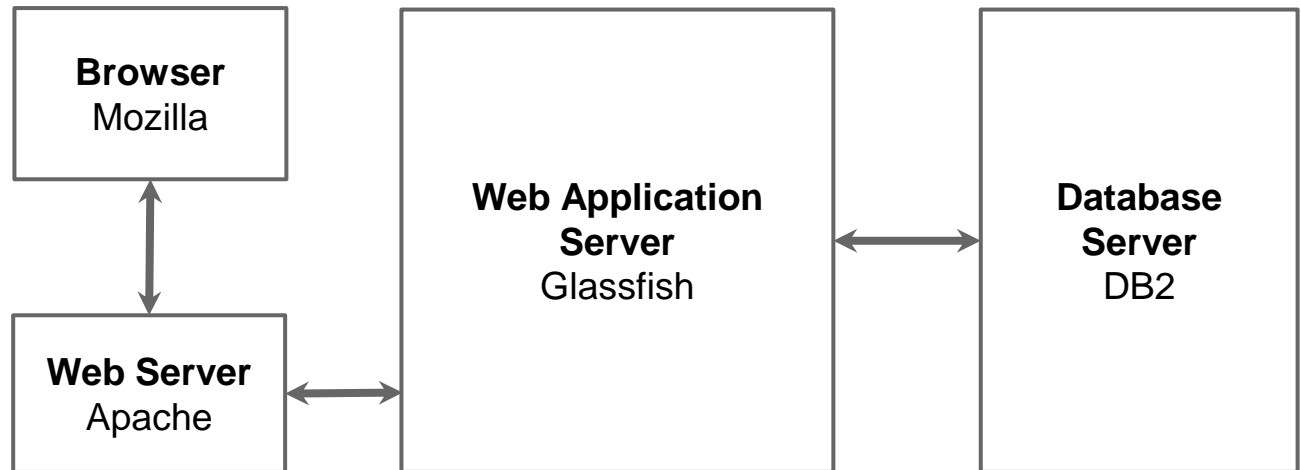 Browser
Mozilla
Web Server
Apache
Web Application
Server
Glassfish
Database
Server
DB2